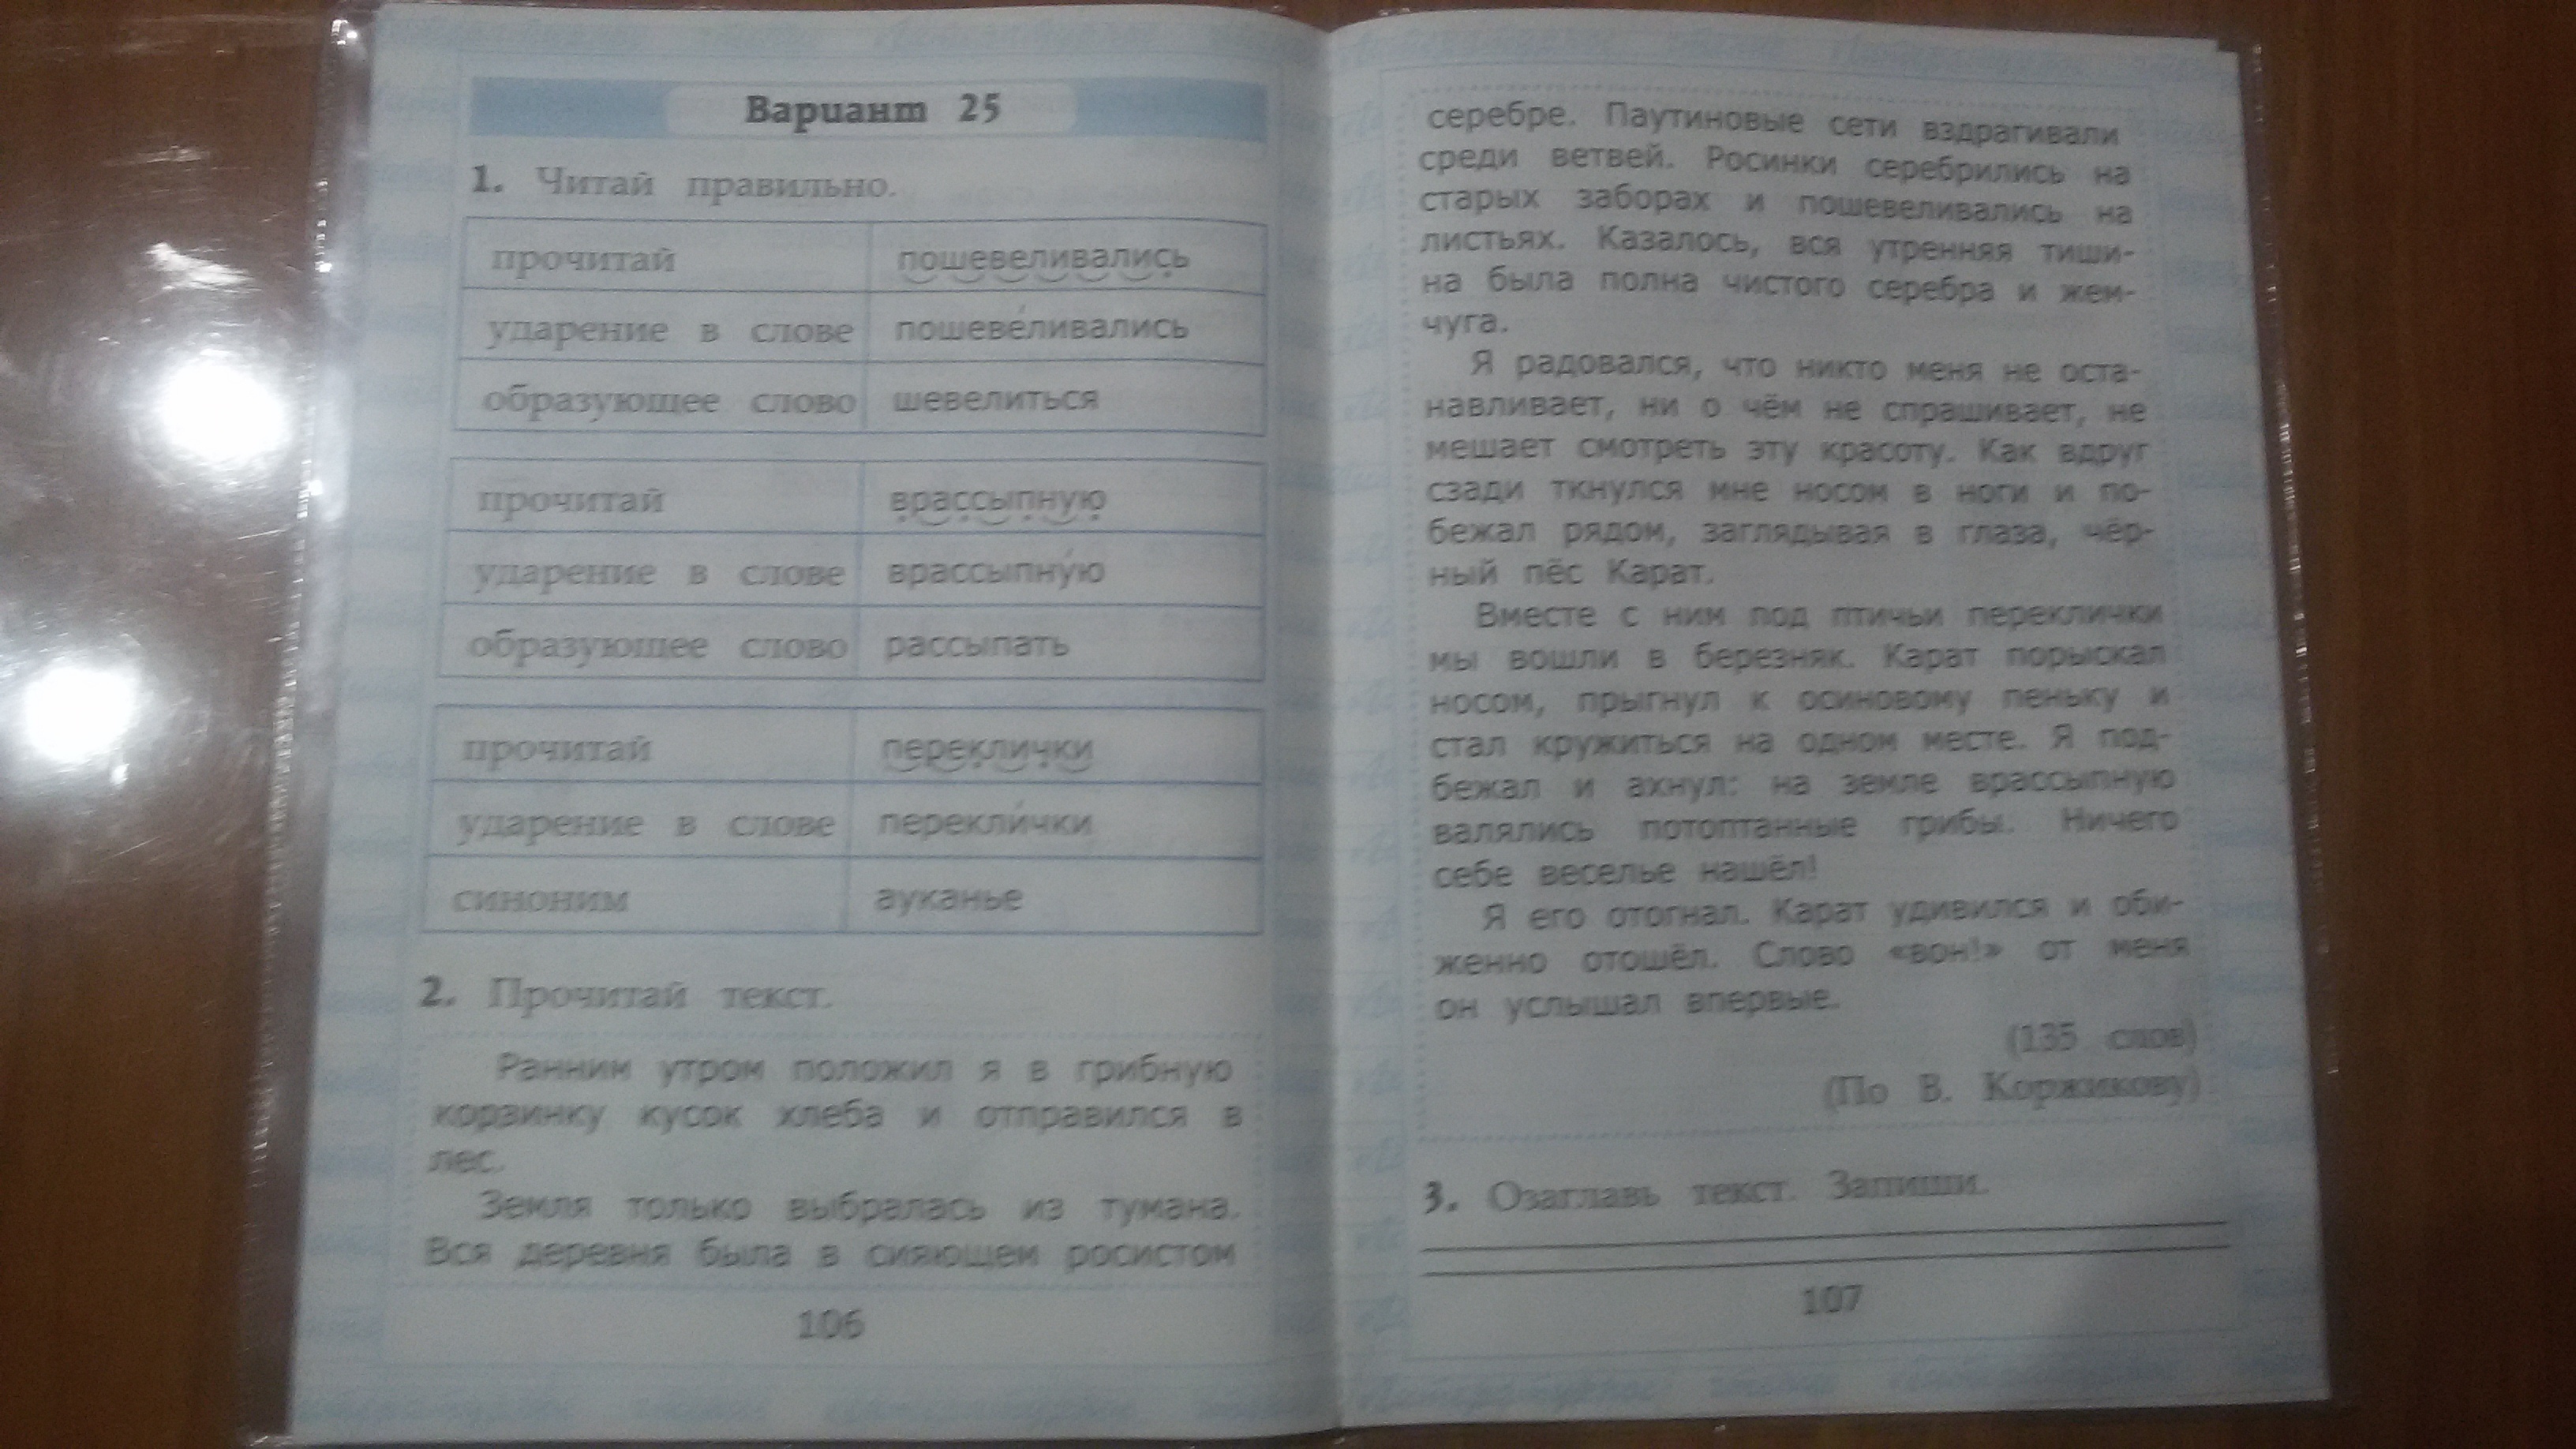 Вариант 25
1. Читай правильно.
прочитай пошевеливались
ударение в слове пошеве́ливались
образующее слово шевелиться
прочитай врассыпную
ударение в слове врассыпну́ю
образующее слово рассыпать
прочитай переклички
ударение в слове перекли́чки
синоним ауканье
2. Прочитай текст.
Ранним утром положил я в грибную
корзинку кусок хлеба и отправился в
лес.
Земля только выбралась из тумана.
Вся деревня была в сияющем росистом
106
серебре. Паутиновые сети вздрагивали
среди ветвей. Росинки серебрились на
старых заборах и пошевеливались на
листьях. Казалось, вся утренняя тиши-
на была полна чистого серебра и жем-
чуга.
Я радовался, что никто меня не оста-
навливает, ни о чём не спрашивает, не
мешает смотреть эту красоту. Как вдруг
сзади ткнулся мне носом в ноги и по-
бежал рядом, заглядывая в глаза, чёр-
ный пёс Карат.
Вместе с ним под птичьи переклички
мы вошли в березняк. Карат порыскал
носом, прыгнул к осиновому пеньку и
стал кружиться на одном месте. Я под-
бежал и ахнул: на земле врассыпную
валялись потоптанные грибы. Ничего
себе веселье нашёл!
Я его отогнал. Карат удивился и оби-
женно отошёл. Слово «вон!» от меня
он услышал впервые.
(135 слов)
(По В. Коржикову)
3. Озаглавь текст. Запиши.
107